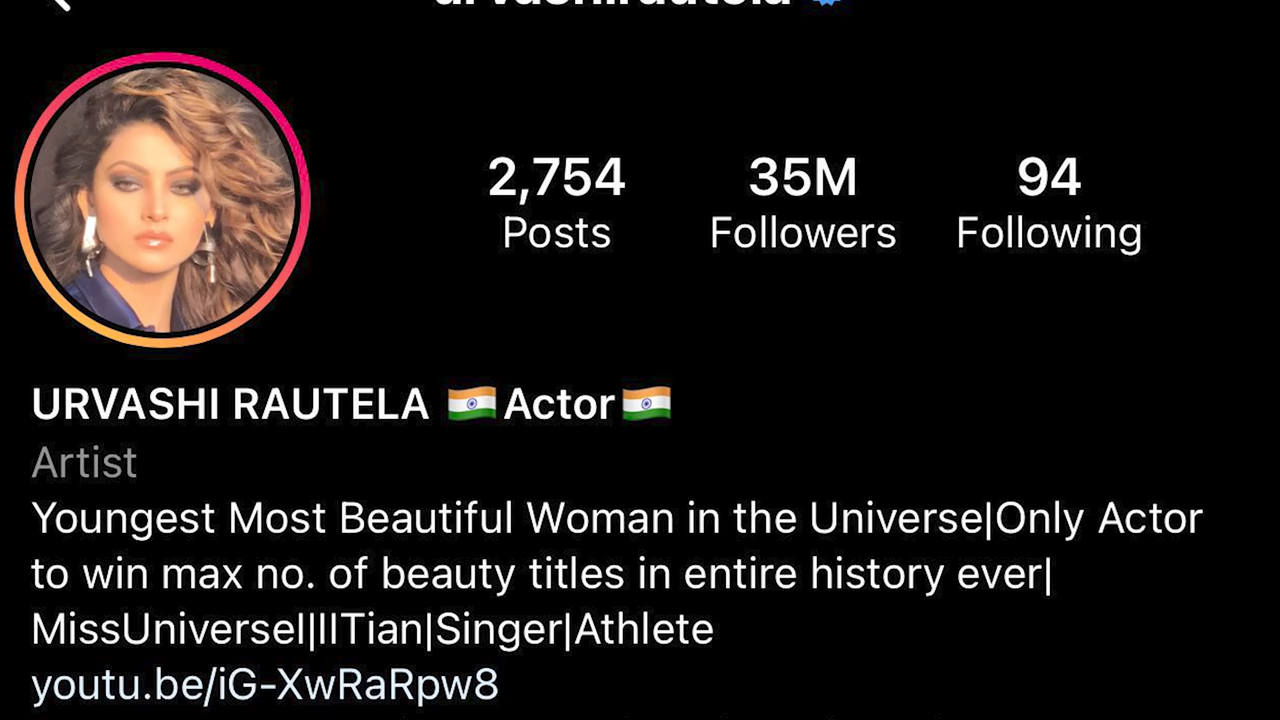 urvashirautela
2,754 35M 94
Posts Followers Following
URVASHI RAUTELA 🇮🇳Actor🇮🇳
Artist
Youngest Most Beautiful Woman in the Universe|Only Actor
to win max no. of beauty titles in entire history ever|
MissUniverseI|IITian|Singer|Athlete
youtu.be/iG-XwRaRpw8